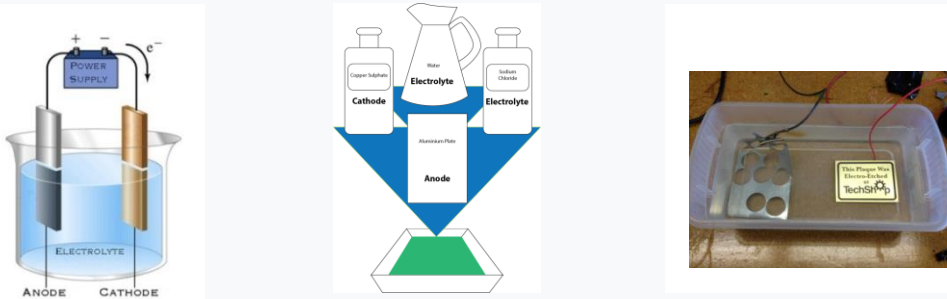 + − e⁻
POWER
SUPPLY
ELECTROLYTE
ANODE CATHODE
Copper Sulphate
Cathode
Water
Electrolyte
Sodium
Chloride
Electrolyte
Aluminium Plate
Anode
This Plaque Was
Electro-Etched
at
TechShop